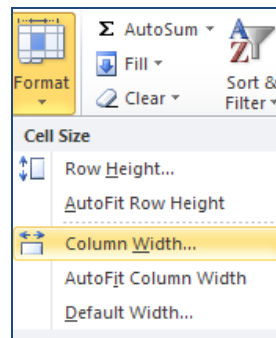 Format
Σ AutoSum
Fill
Clear
A
Z
Sort &
Filter
Cell Size
Row Height...
AutoFit Row Height
Column Width...
AutoFit Column Width
Default Width...